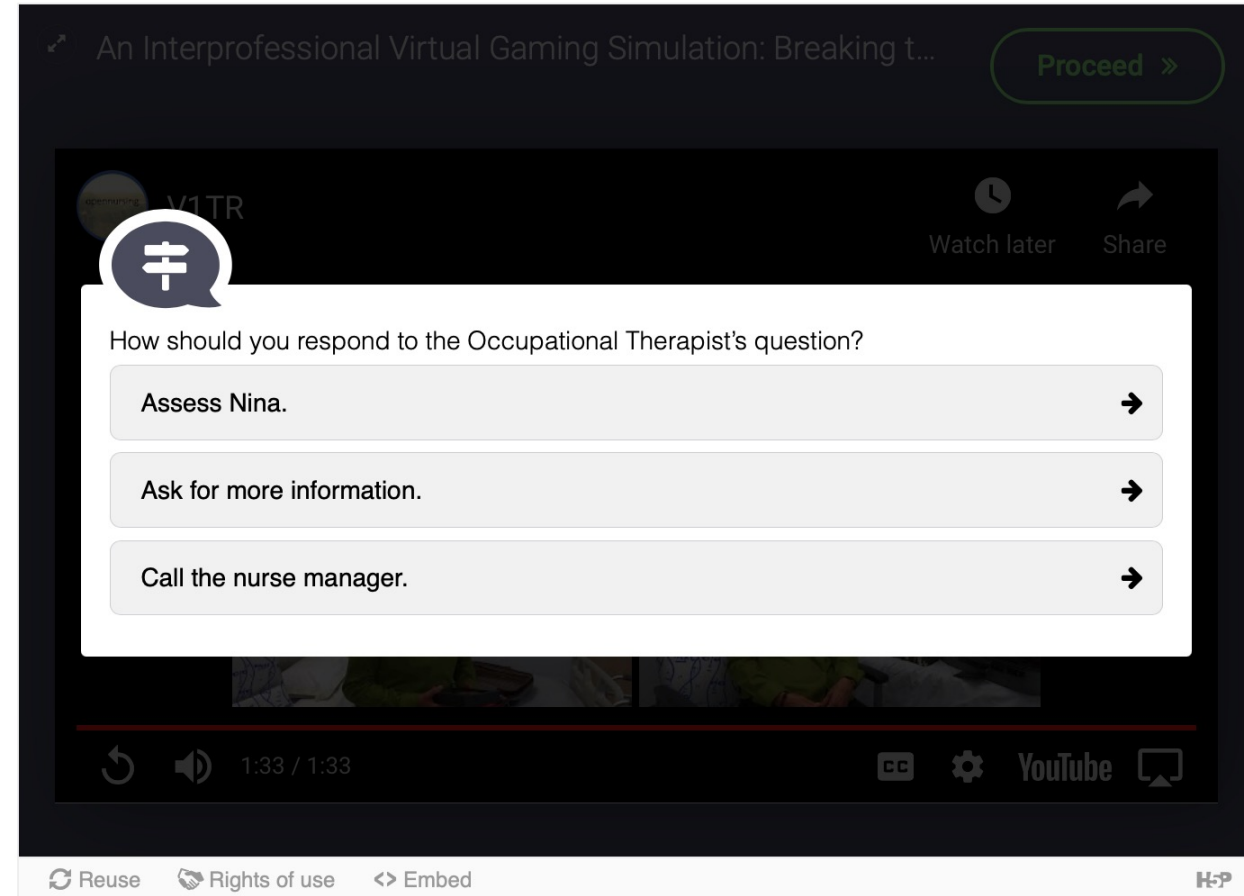 An Interprofessional Virtual Gaming Simulation: Breaking t...
Proceed »
V1TR
Watch later
Share
How should you respond to the Occupational Therapist's question?
Assess Nina.
Ask for more information.
Call the nurse manager.
1:33 / 1:33
CC
YouTube
Reuse
Rights of use
<> Embed
H5P